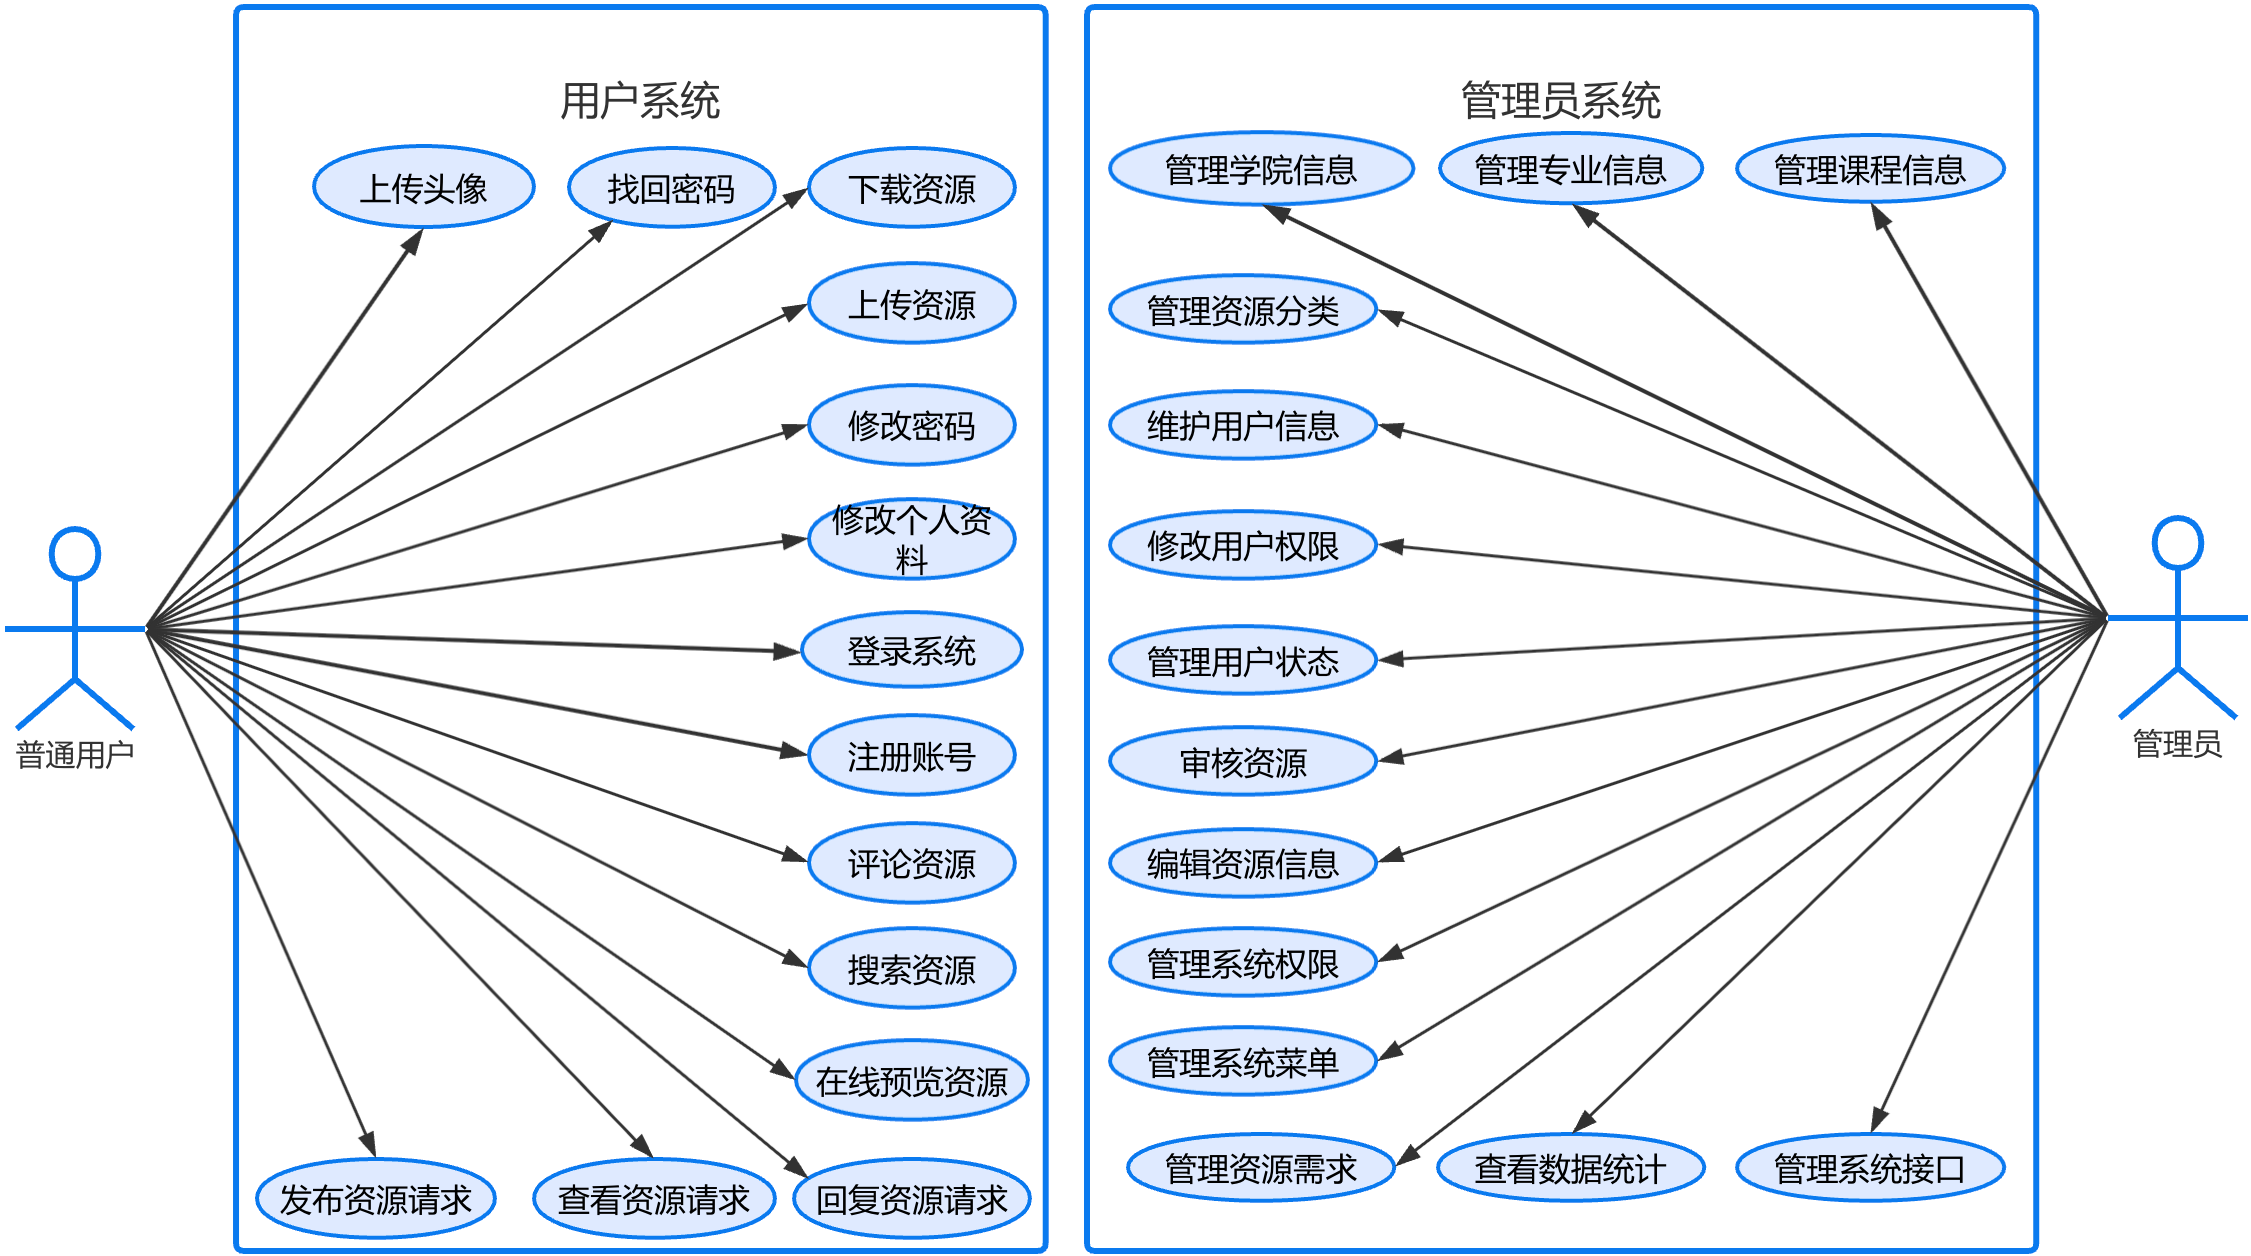 用户系统
上传头像
找回密码
下载资源
上传资源
修改密码
修改个人资
料
登录系统
注册账号
评论资源
搜索资源
在线预览资源
发布资源请求
查看资源请求
回复资源请求
普通用户
管理员系统
管理学院信息
管理专业信息
管理课程信息
管理资源分类
维护用户信息
修改用户权限
管理用户状态
审核资源
编辑资源信息
管理系统权限
管理系统菜单
管理资源需求
查看数据统计
管理系统接口
管理员